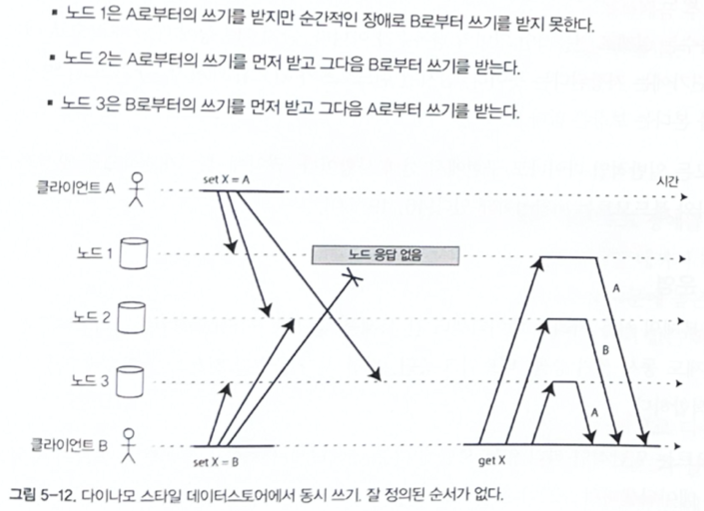 ▪ 노드 1은 A로부터의 쓰기를 받지만 순간적인 장애로 B로부터 쓰기를 받지 못한다.
▪ 노드 2는 A로부터의 쓰기를 먼저 받고 그다음 B로부터 쓰기를 받는다.
▪ 노드 3은 B로부터의 쓰기를 먼저 받고 그다음 A로부터 쓰기를 받는다.
클라이언트 A
set X = A
시간
노드 1
노드 응답 없음
A
노드 2
B
노드 3
A
클라이언트 B
set X = B
get X
그림 5-12. 다이나모 스타일 데이터스토어에서 동시 쓰기. 잘 정의된 순서가 없다.